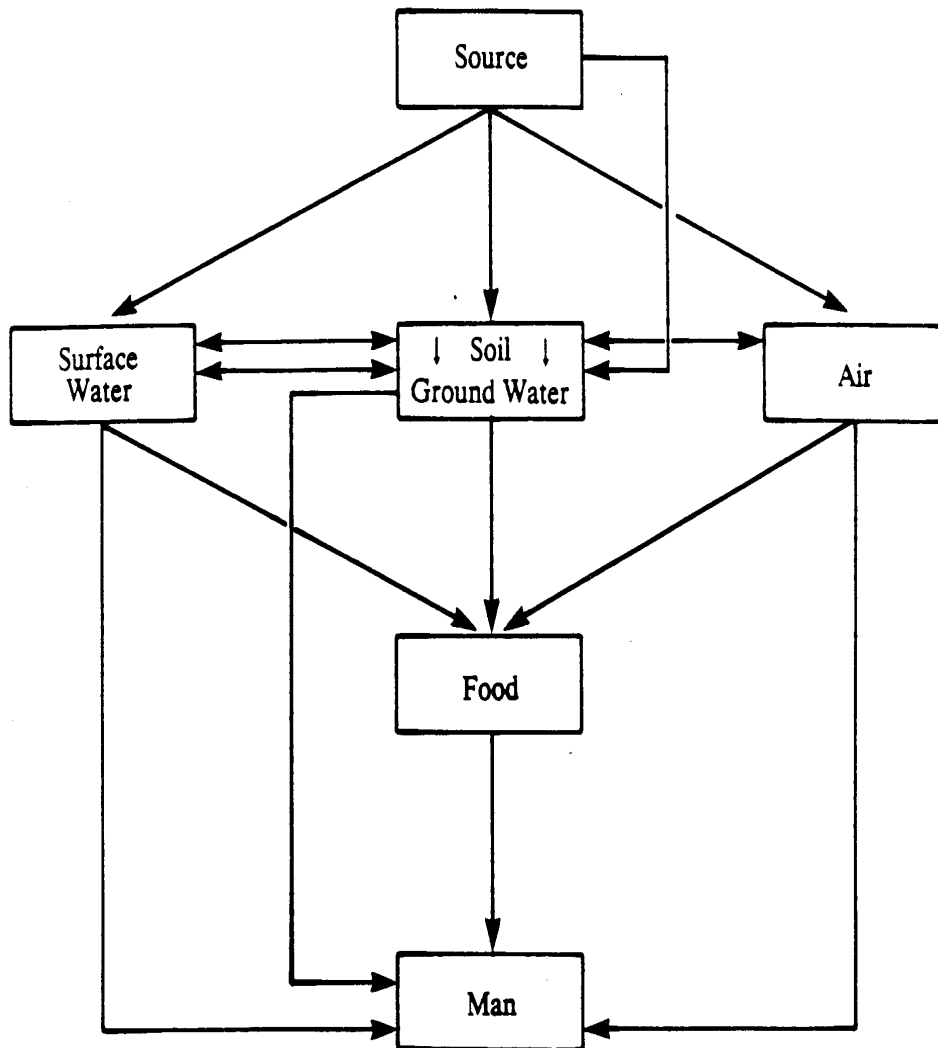 Source
Surface
Water
↓ Soil ↓
Ground Water
Air
Food
Man